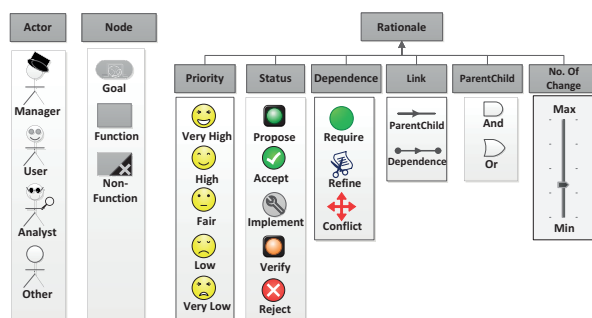 Actor
Node
Rationale
Priority
Status
Dependence
Link
ParentChild
No. Of
Change
Manager
User
Analyst
Other
Goal
Function
Non-
Function
Very High
High
Fair
Low
Very Low
Propose
Accept
Implement
Verify
Reject
Require
Refine
Conflict
ParentChild
Dependence
And
Or
Max
Min